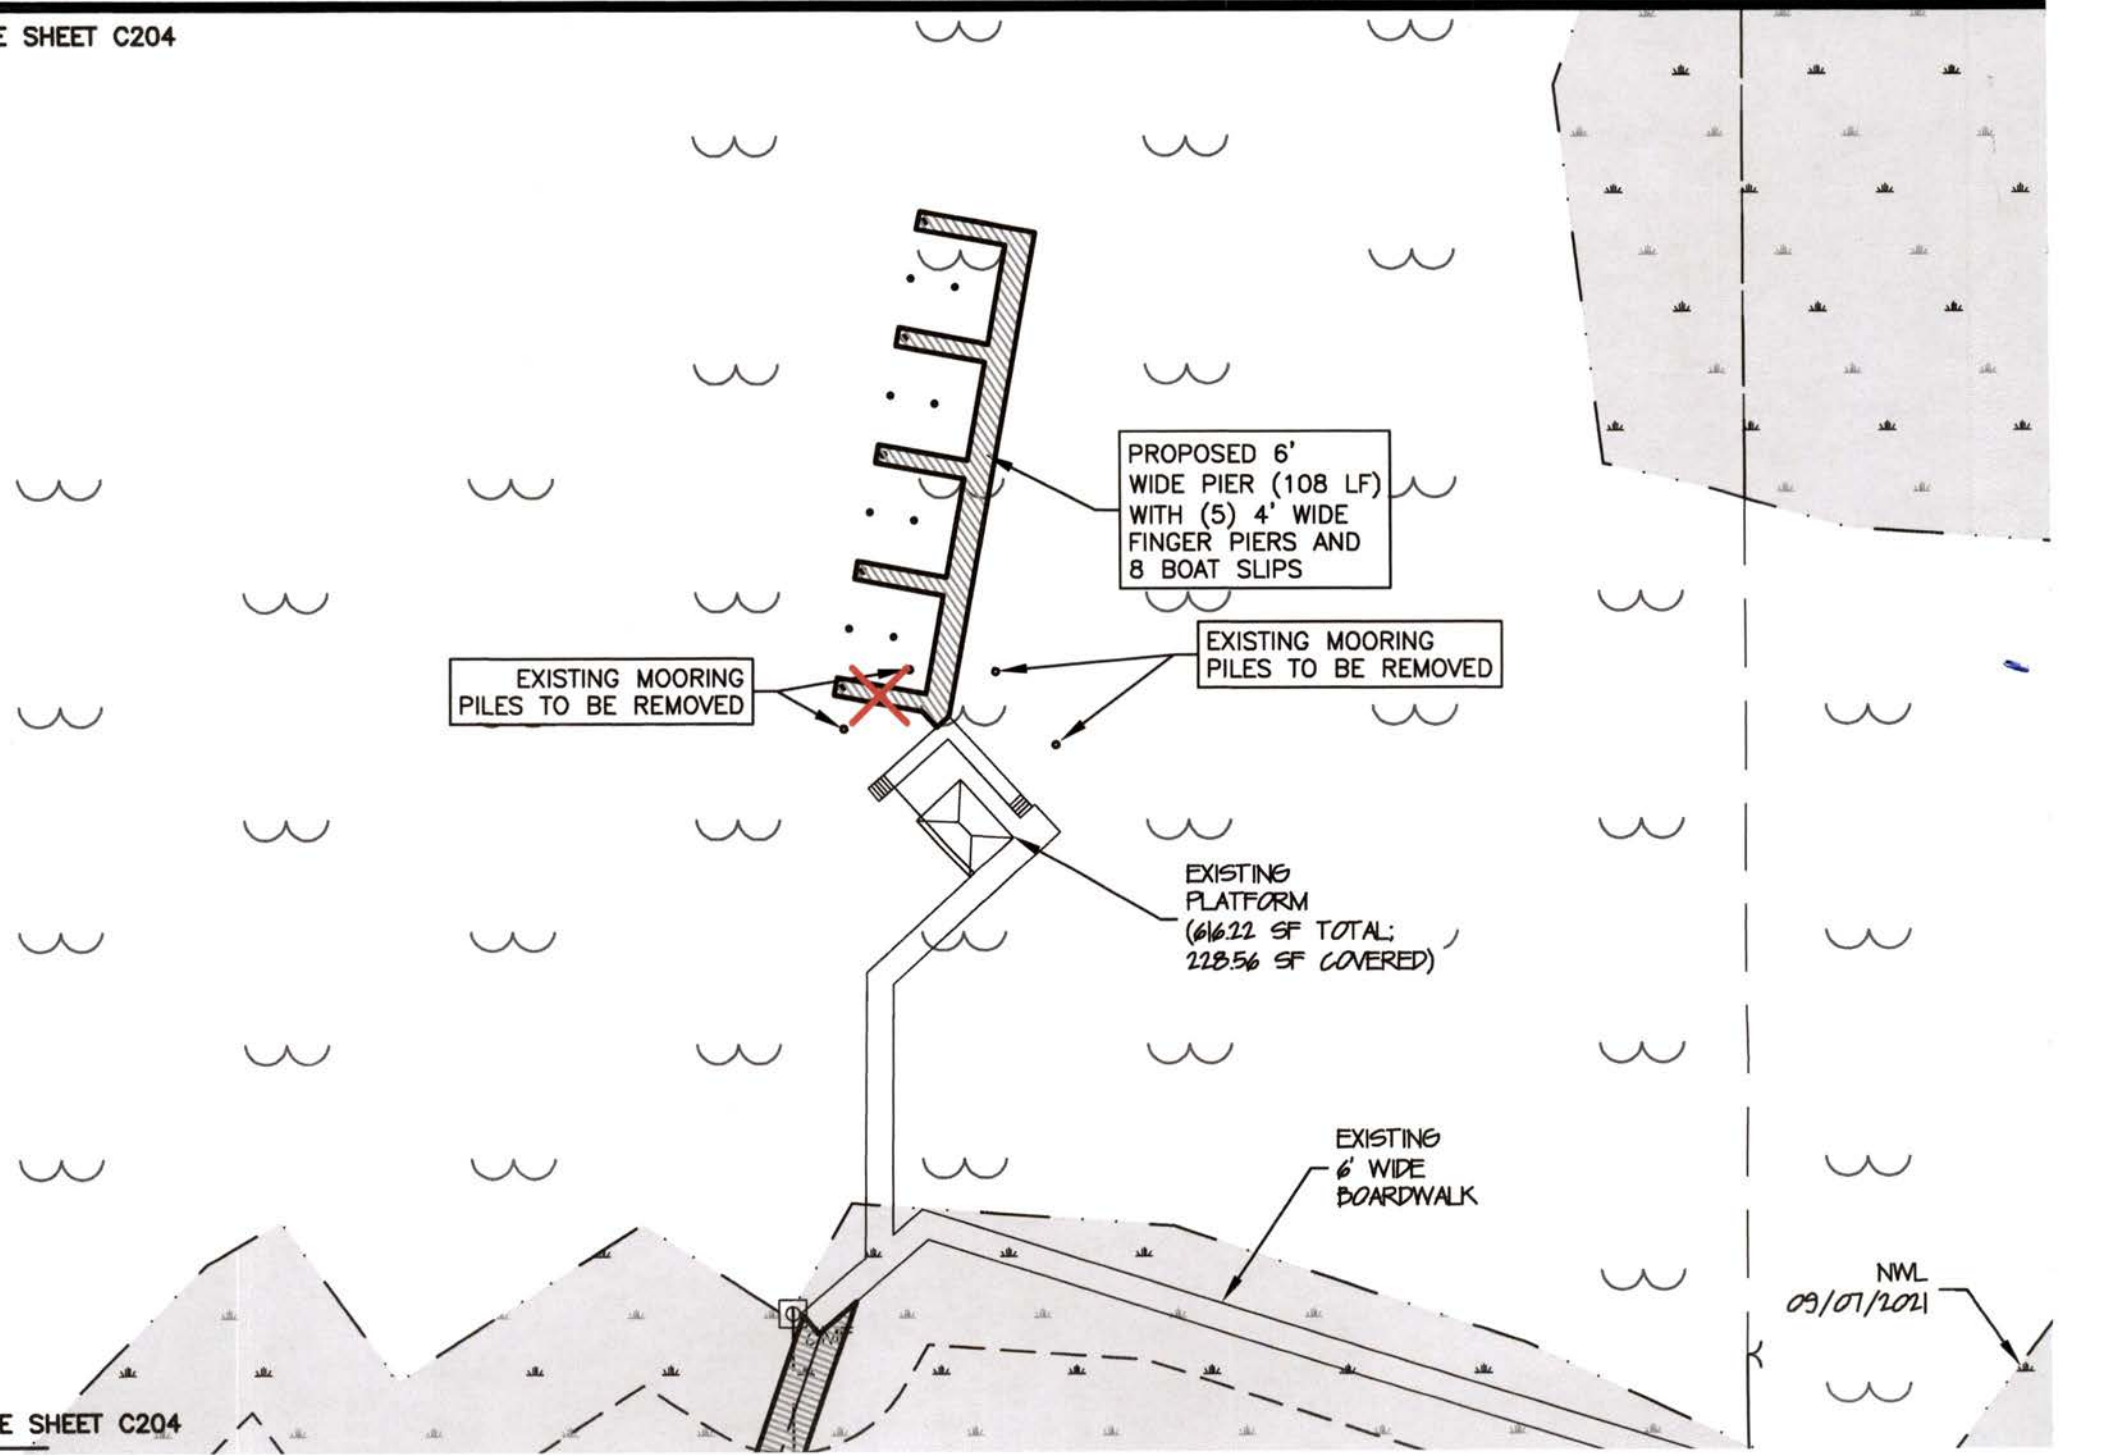 E SHEET C204
PROPOSED 6'
WIDE PIER (108 LF)
WITH (5) 4' WIDE
FINGER PIERS AND
8 BOAT SLIPS
EXISTING MOORING
PILES TO BE REMOVED
EXISTING MOORING
PILES TO BE REMOVED
EXISTING
PLATFORM
(616.22 SF TOTAL;
228.56 SF COVERED)
EXISTING
6' WIDE
BOARDWALK
NWL
09/07/2021
E SHEET C204